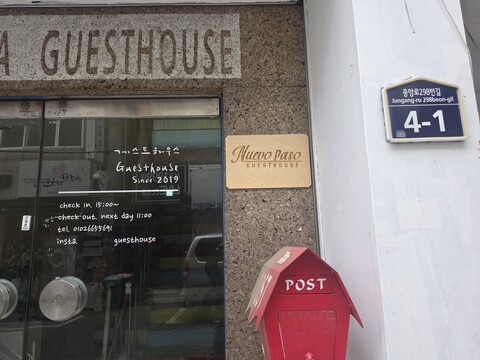 A GUESTHOUSE
게스트하우스
Guesthouse
Since 2019
check in. 15:00~
check out. next day 11:00
tel. 01026655691
insta guesthouse
Nuevo Paso
GUESTHOUSE
중앙로298번길
Jungang-ro 298beon-gil
4-1
POST